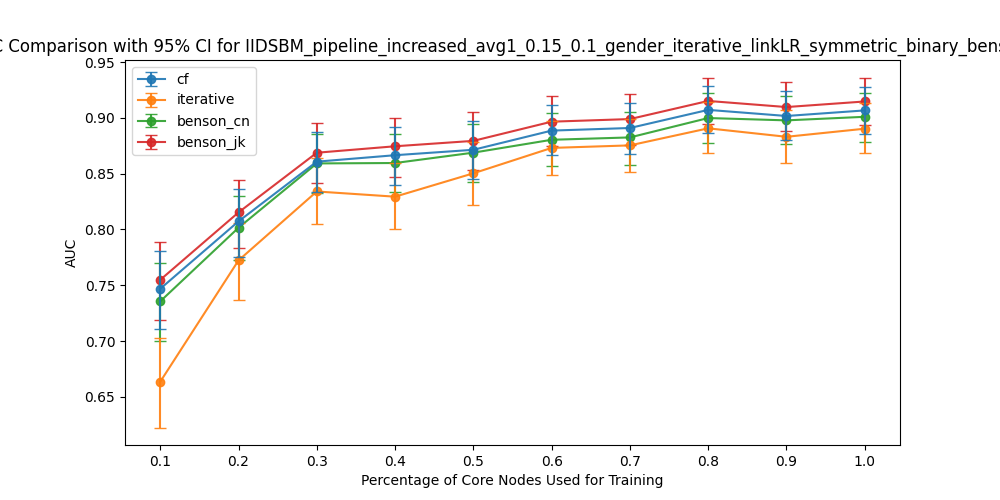 C Comparison with 95% CI for IIDSBM_pipeline_increased_avg1_0.15_0.1_gender_iterative_linkLR_symmetric_binary_bens
cf
iterative
benson_cn
benson_jk
AUC
0.95
0.90
0.85
0.80
0.75
0.70
0.65
0.1 0.2 0.3 0.4 0.5 0.6 0.7 0.8 0.9 1.0
Percentage of Core Nodes Used for Training